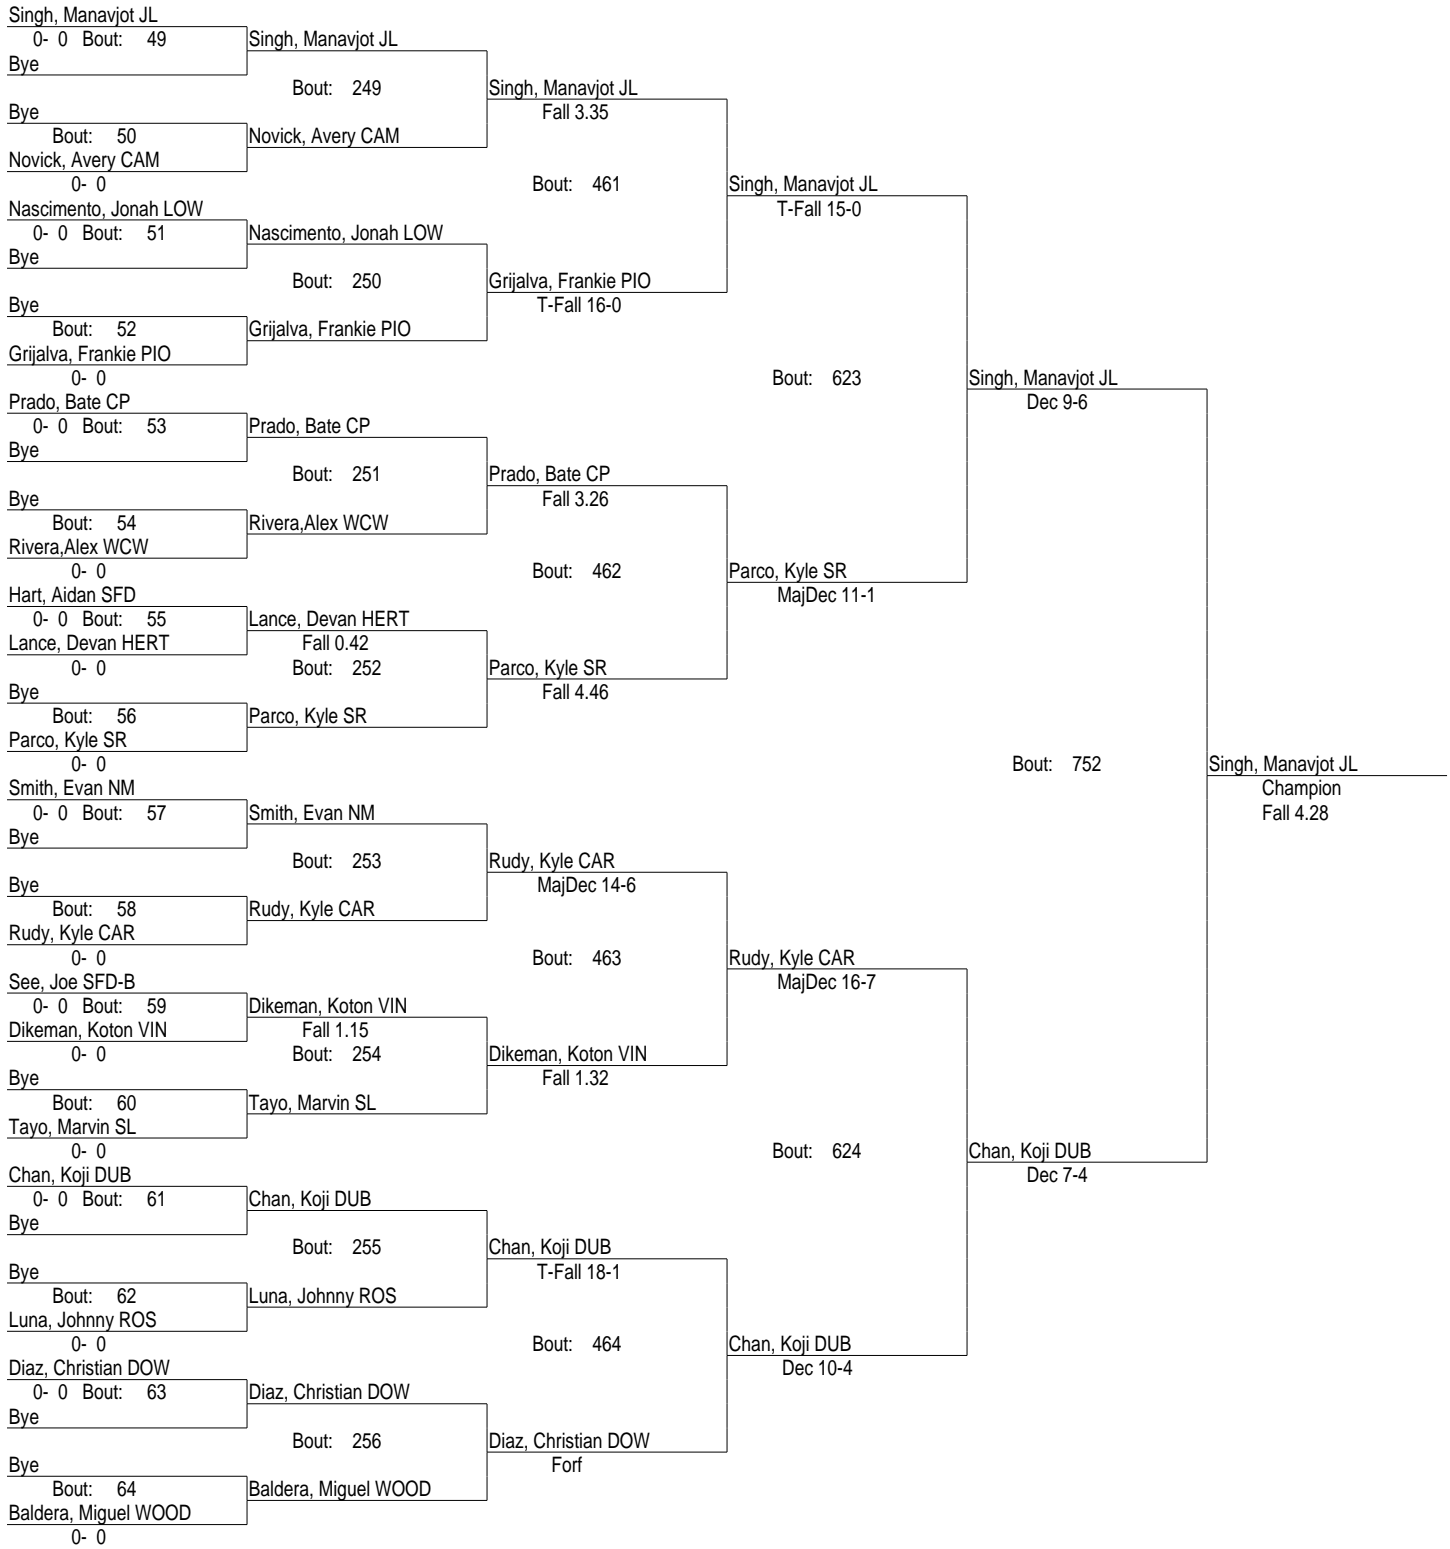 Singh, Manavjot JL
0- 0 Bout: 49 Singh, Manavjot JL
Bye
Bout: 249 Singh, Manavjot JL
Bye Fall 3.35
Bout: 50 Novick, Avery CAM
Novick, Avery CAM
0- 0 Bout: 461 Singh, Manavjot JL
Nascimento, Jonah LOW T-Fall 15-0
0- 0 Bout: 51 Nascimento, Jonah LOW
Bye
Bout: 250 Grijalva, Frankie PIO
Bye T-Fall 16-0
Bout: 52 Grijalva, Frankie PIO
Grijalva, Frankie PIO
0- 0 Bout: 623 Singh, Manavjot JL
Prado, Bate CP Dec 9-6
0- 0 Bout: 53 Prado, Bate CP
Bye
Bout: 251 Prado, Bate CP
Bye Fall 3.26
Bout: 54 Rivera,Alex WCW
Rivera,Alex WCW
0- 0 Bout: 462 Parco, Kyle SR
Hart, Aidan SFD MajDec 11-1
0- 0 Bout: 55 Lance, Devan HERT
Lance, Devan HERT Fall 0.42
0- 0 Bout: 252 Parco, Kyle SR
Bye Fall 4.46
Bout: 56 Parco, Kyle SR
Parco, Kyle SR
0- 0 Bout: 752 Singh, Manavjot JL
Smith, Evan NM Champion
0- 0 Bout: 57 Smith, Evan NM Fall 4.28
Bye
Bout: 253 Rudy, Kyle CAR
Bye MajDec 14-6
Bout: 58 Rudy, Kyle CAR
Rudy, Kyle CAR
0- 0 Bout: 463 Rudy, Kyle CAR
See, Joe SFD-B MajDec 16-7
0- 0 Bout: 59 Dikeman, Koton VIN
Dikeman, Koton VIN Fall 1.15
0- 0 Bout: 254 Dikeman, Koton VIN
Bye Fall 1.32
Bout: 60 Tayo, Marvin SL
Tayo, Marvin SL
0- 0 Bout: 624 Chan, Koji DUB
Chan, Koji DUB Dec 7-4
0- 0 Bout: 61 Chan, Koji DUB
Bye
Bout: 255 Chan, Koji DUB
Bye T-Fall 18-1
Bout: 62 Luna, Johnny ROS
Luna, Johnny ROS
0- 0 Bout: 464 Chan, Koji DUB
Diaz, Christian DOW Dec 10-4
0- 0 Bout: 63 Diaz, Christian DOW
Bye
Bout: 256 Diaz, Christian DOW
Bye Forf
Bout: 64 Baldera, Miguel WOOD
Baldera, Miguel WOOD
0- 0